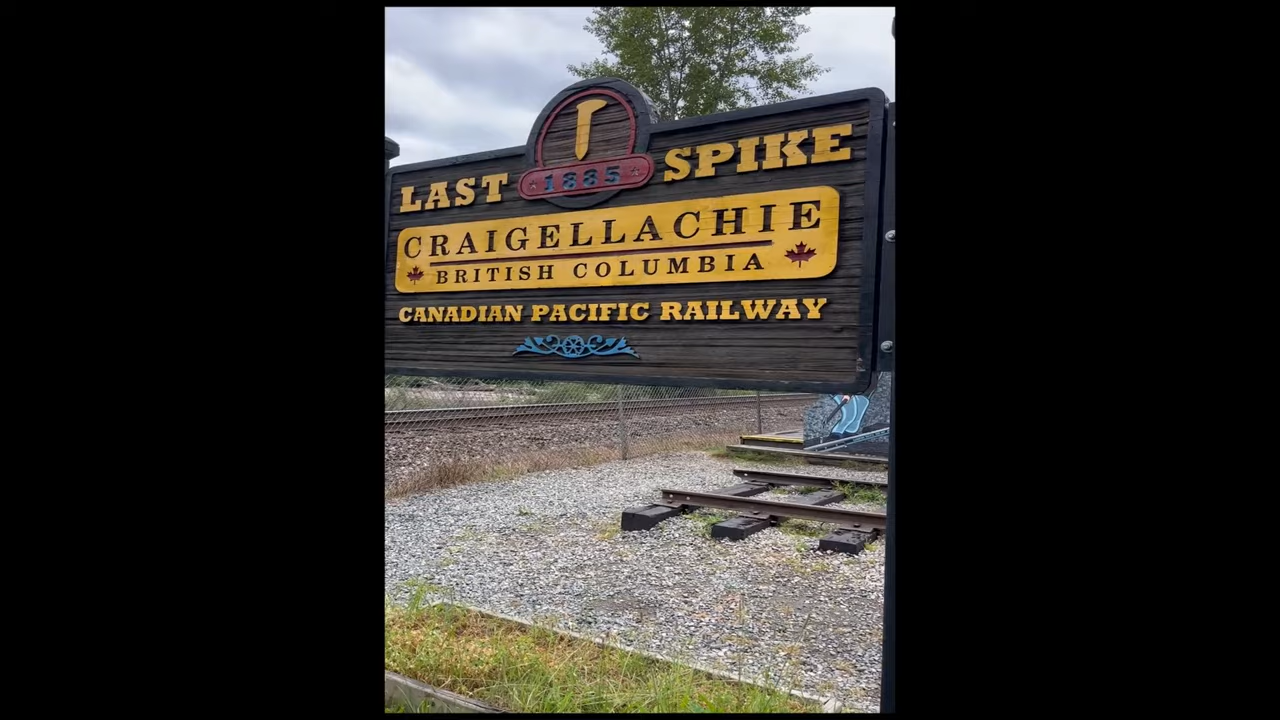 LAST 1885 SPIKE
CRAIGELLACHIE
BRITISH COLUMBIA
CANADIAN PACIFIC RAILWAY